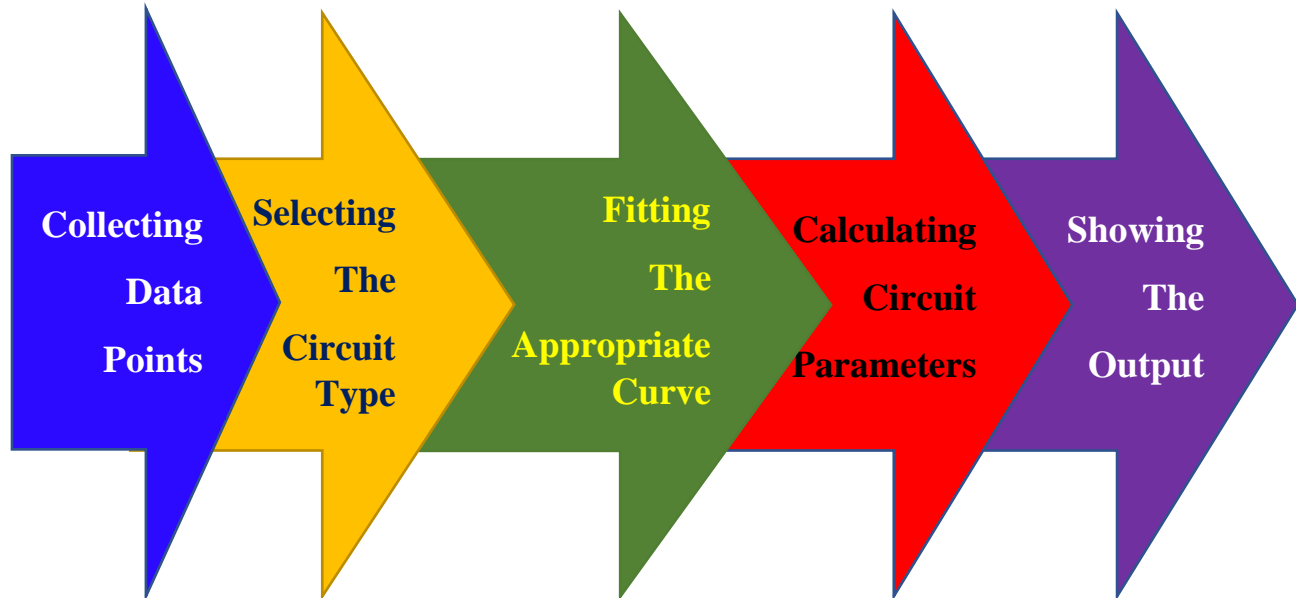 Collecting
Data
Points
Selecting
The
Circuit
Type
Fitting
The
Appropriate
Curve
Calculating
Circuit
Parameters
Showing
The
Output